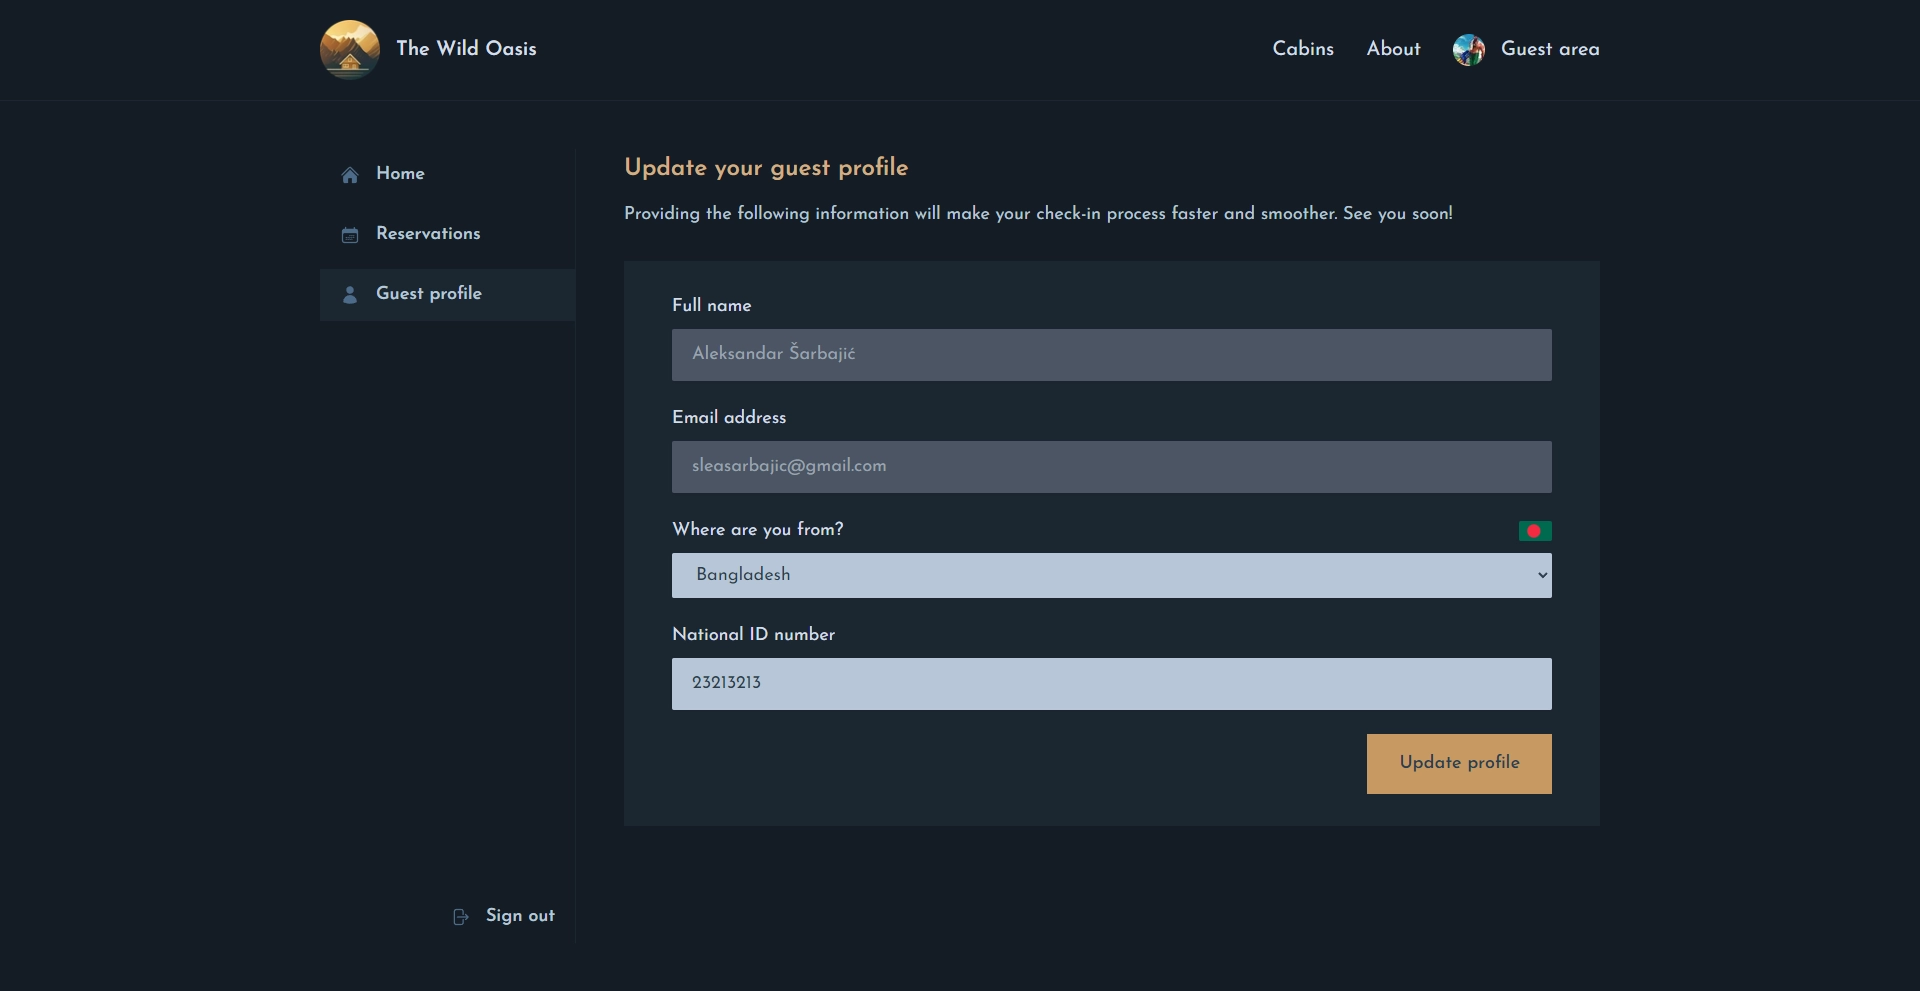 The Wild Oasis
Cabins
About
Guest area
Home
Reservations
Guest profile
Sign out
Update your guest profile
Providing the following information will make your check-in process faster and smoother. See you soon!
Full name
Aleksandar Šarbajić
Email address
sleasarbajic@gmail.com
Where are you from?
Bangladesh
National ID number
23213213
Update profile